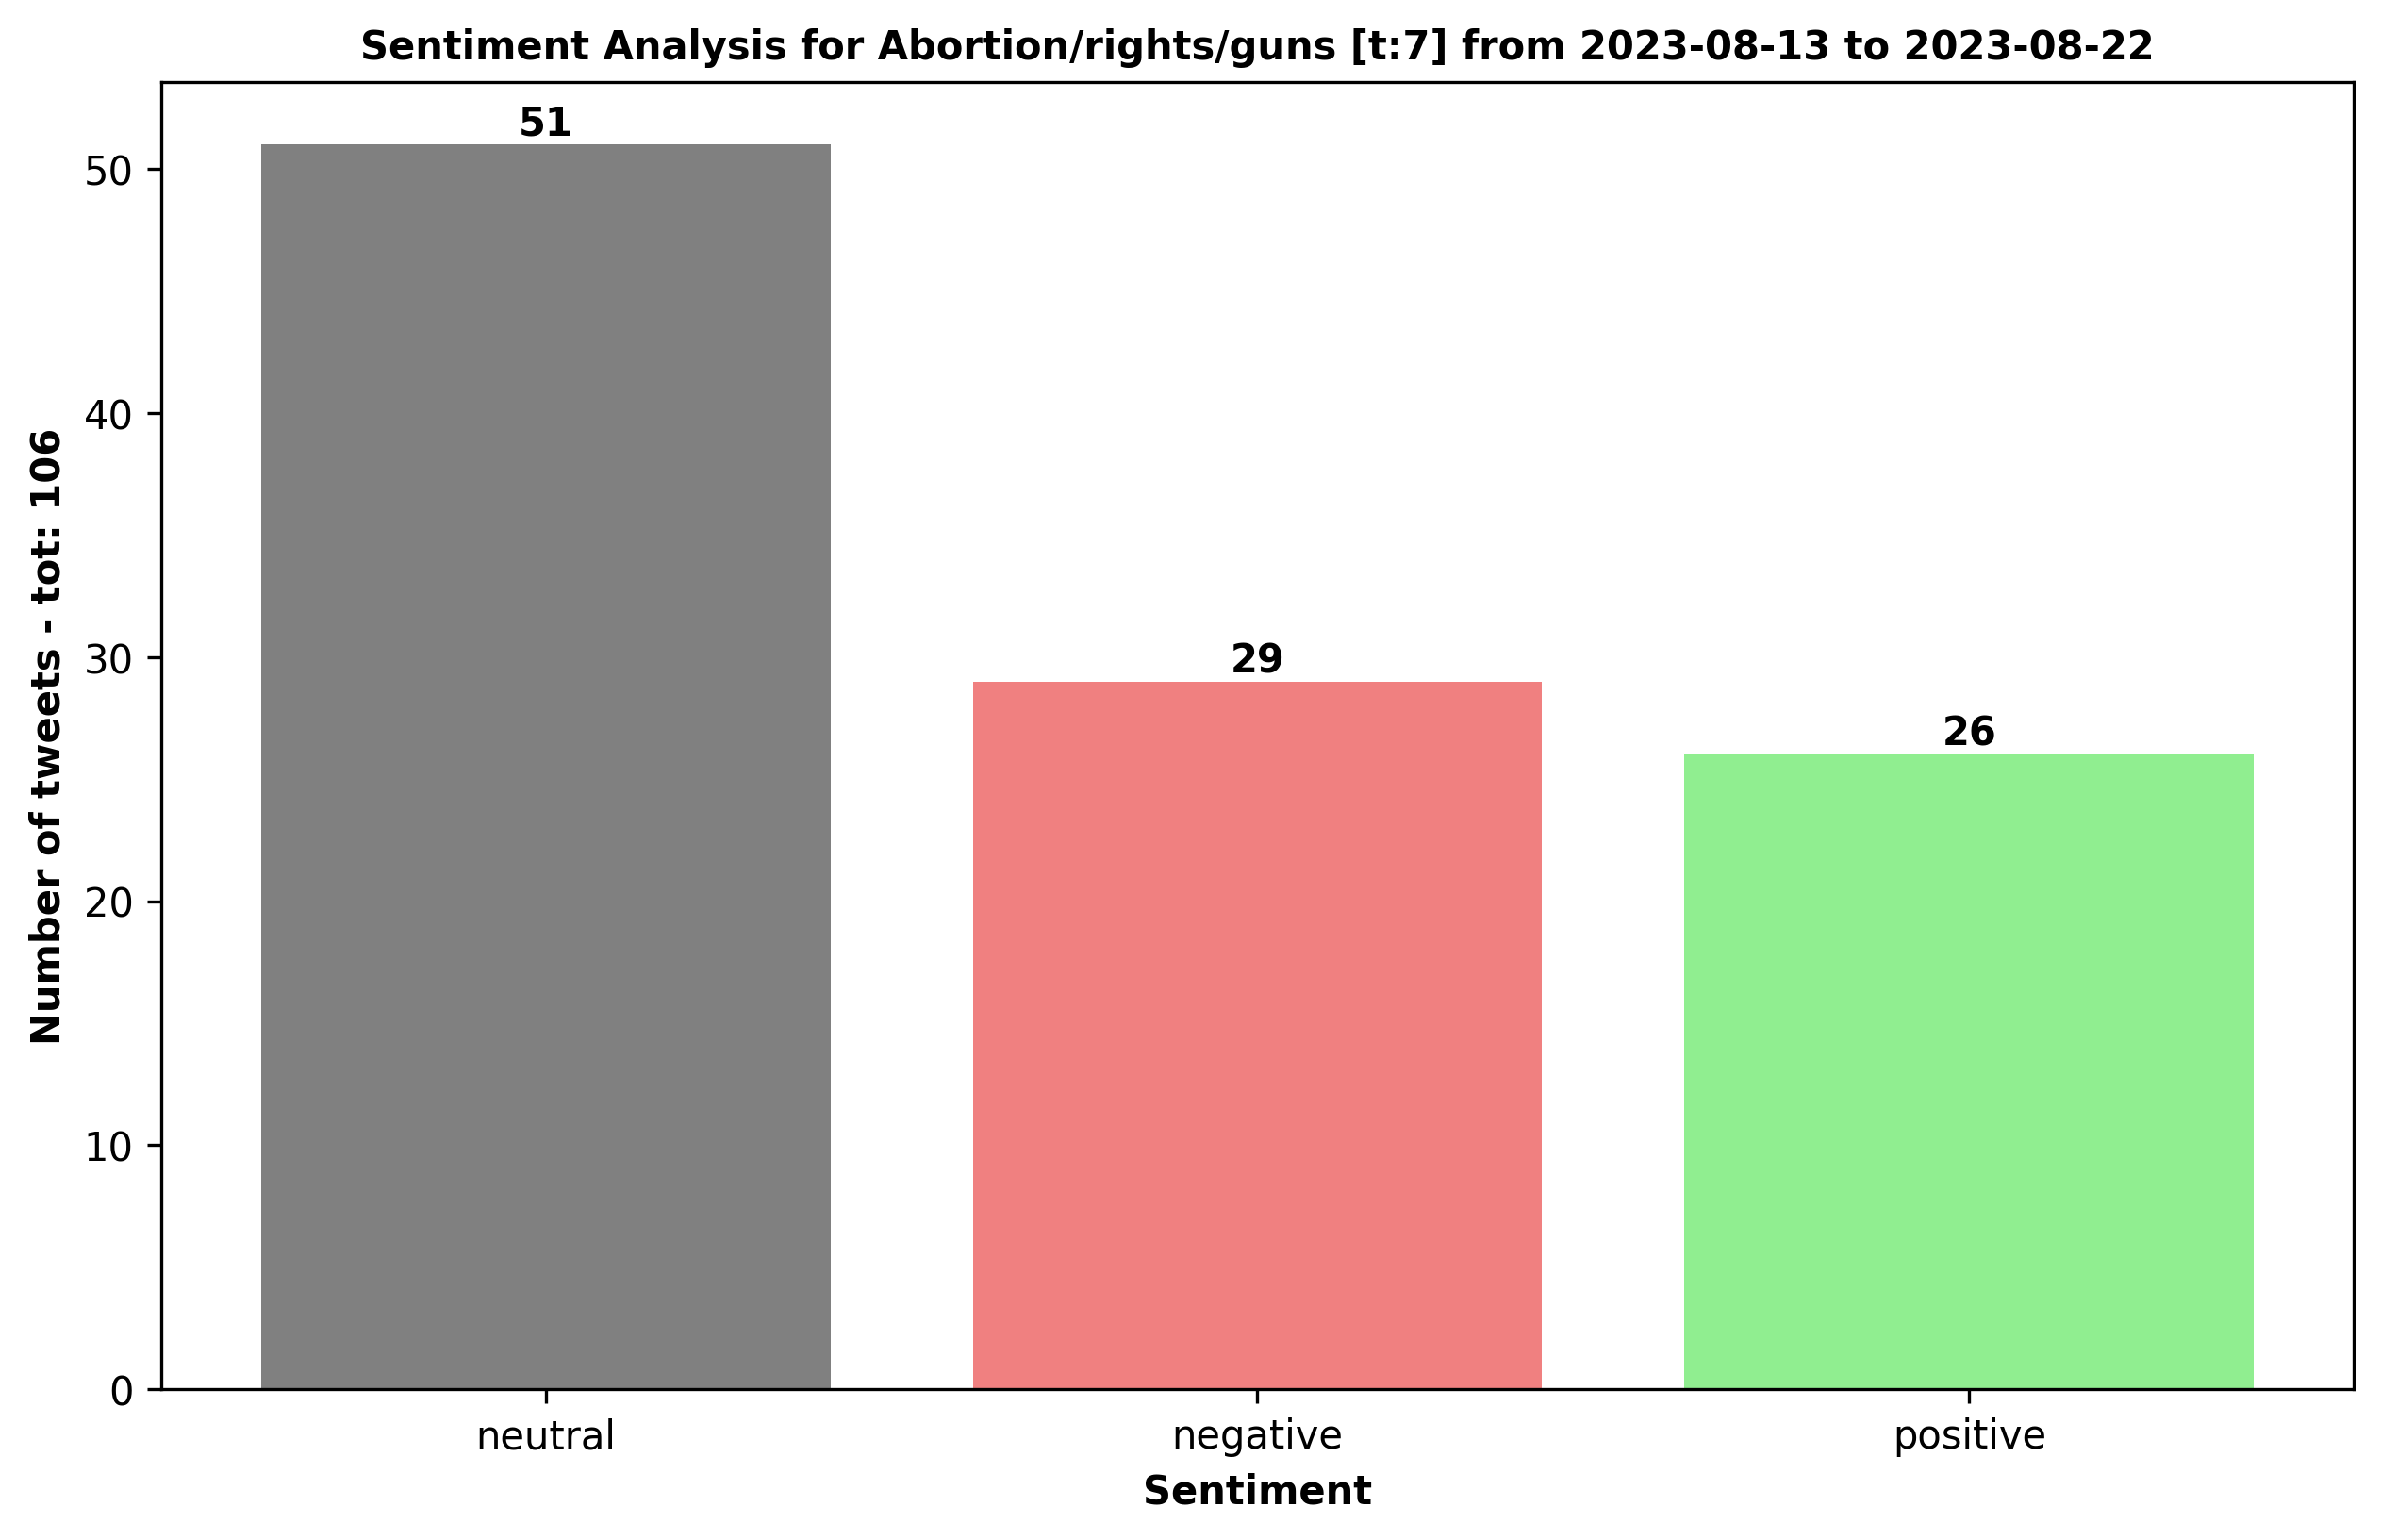 Sentiment Analysis for Abortion/rights/guns [t:7] from 2023-08-13 to 2023-08-22
Number of tweets - tot: 106
50
40
30
20
10
0
51
29
26
neutral
negative
positive
Sentiment